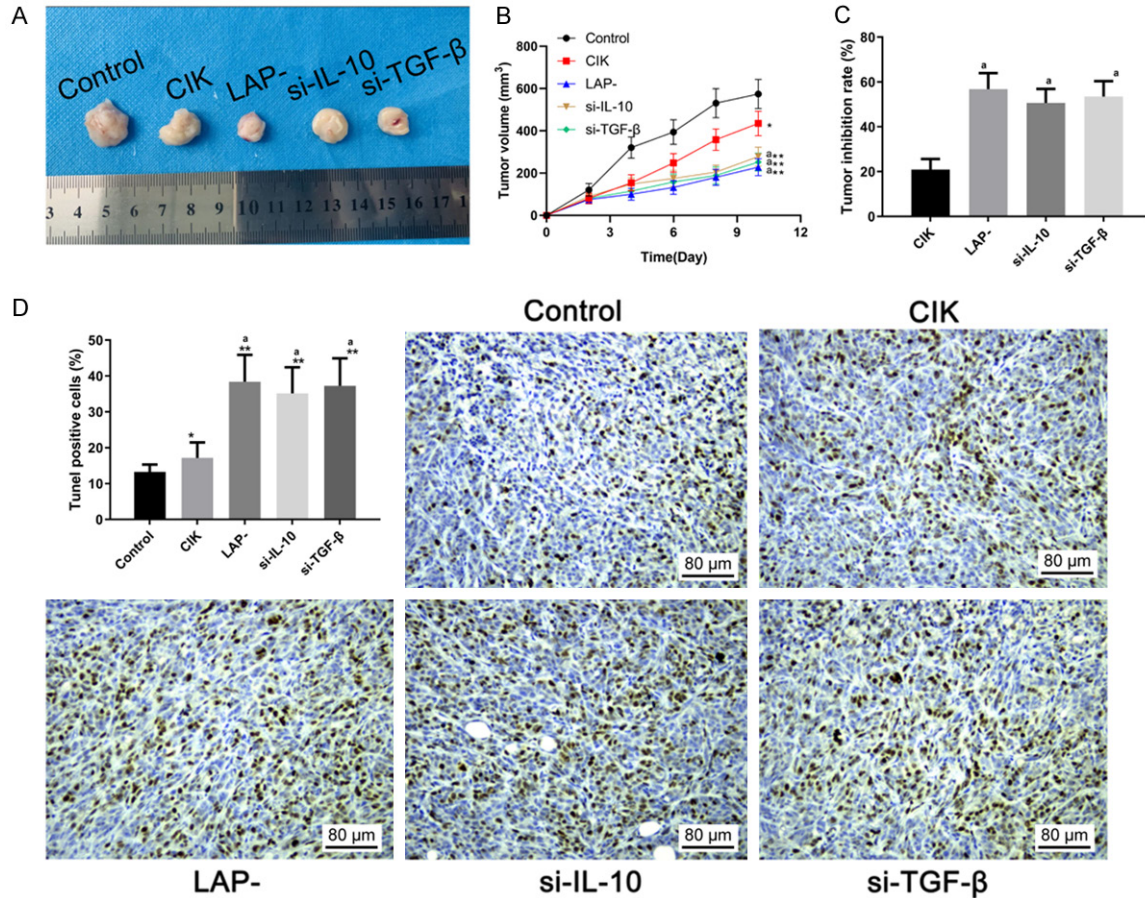 A
Control CIK LAP- si-IL-10 si-TGF-β
3 4 5 6 7 8 9 10 11 12 13 14 15 16 17 1
B
Tumor volume (mm³)
800
600
400
200
0
0 3 6 9 12
Time(Day)
Control
CIK
LAP-
si-IL-10
si-TGF-β
*
a**
a**
a**
C
Tumor inhibition rate (%)
80
60
40
20
0
a a a
CIK LAP- si-IL-10 si-TGF-β
D
Tunel positive cells (%)
50
40
30
20
10
0
* a** a** a**
Control CIK LAP- si-IL-10 si-TGF-β
Control
80 µm
CIK
80 µm
80 µm
LAP-
80 µm
si-IL-10
80 µm
si-TGF-β